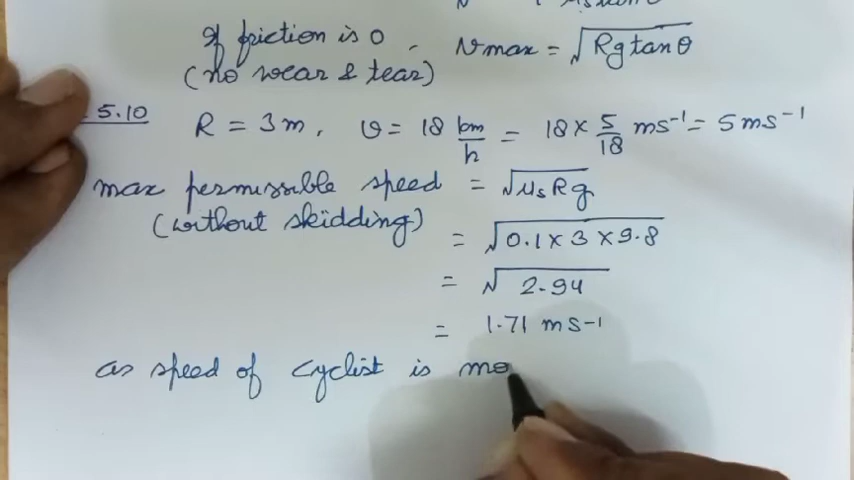 If friction is 0, Vmax = √Rg tanθ
(no wear & tear)
5.10 R = 3m, v = 18 km/h = 18 × 5/18 ms⁻¹ = 5 ms⁻¹
max permissible speed = √μsRg
(without skidding)
= √0.1 × 3 × 9.8
= √2.94
= 1.71 ms⁻¹
as speed of cyclist is mo